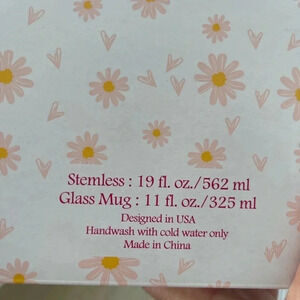 Stemless : 19 fl. oz./562 ml
Glass Mug : 11 fl. oz./325 ml
Designed in USA
Handwash with cold water only
Made in China